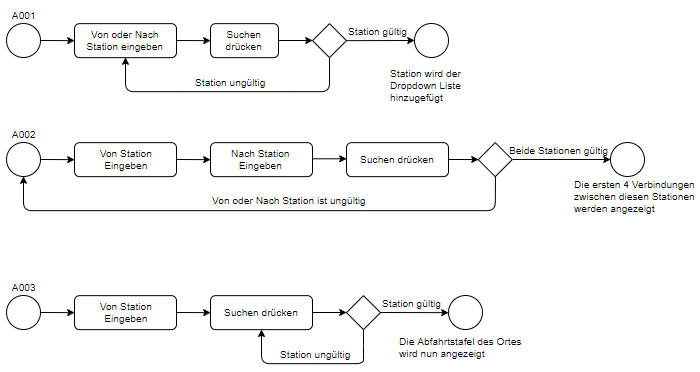 A001
Von oder Nach
Station eingeben
Suchen
drücken
Station gültig
Station ungültig
Station wird der
Dropdown Liste
hinzugefügt
A002
Von Station
Eingeben
Nach Station
Eingeben
Suchen drücken
Beide Stationen gültig
Die ersten 4 Verbindungen
zwischen diesen Stationen
werden angezeigt
Von oder Nach Station ist ungültig
A003
Von Station
Eingeben
Suchen drücken
Station gültig
Station ungültig
Die Abfahrtstafel des Ortes
wird nun angezeigt